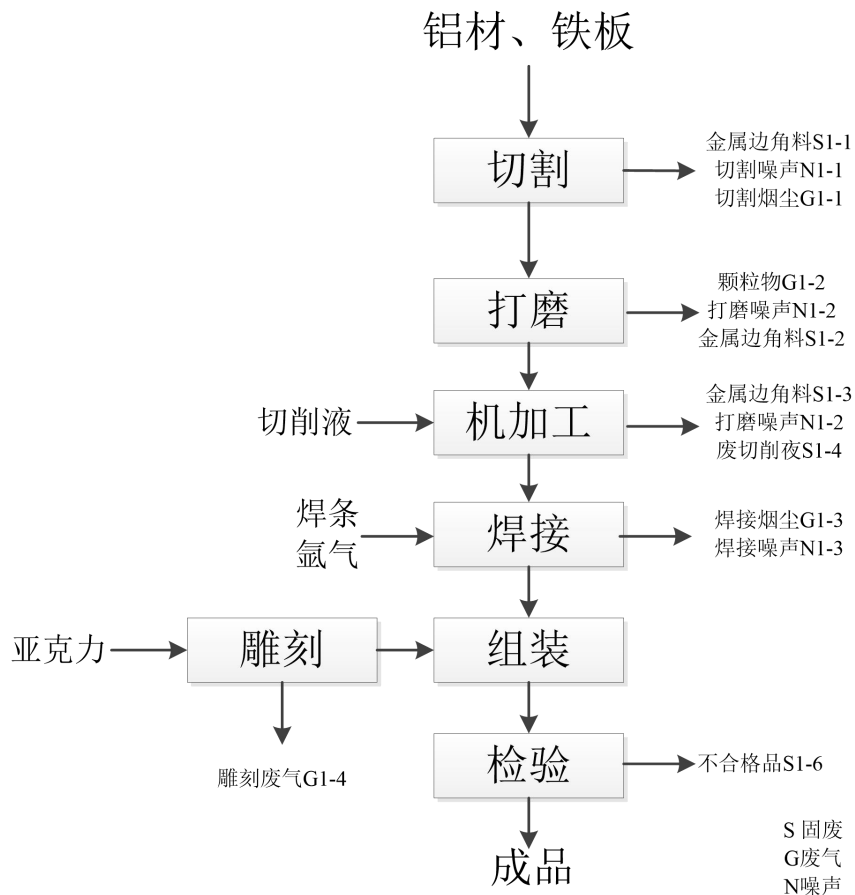 铝材、铁板
切割
金属边角料S1-1
切割噪声N1-1
切割烟尘G1-1
打磨
颗粒物G1-2
打磨噪声N1-2
金属边角料S1-2
切削液
机加工
金属边角料S1-3
打磨噪声N1-2
废切削夜S1-4
焊条
氩气
焊接
焊接烟尘G1-3
焊接噪声N1-3
亚克力
雕刻
组装
雕刻废气G1-4
检验
不合格品S1-6
成品
S 固废
G废气
N噪声